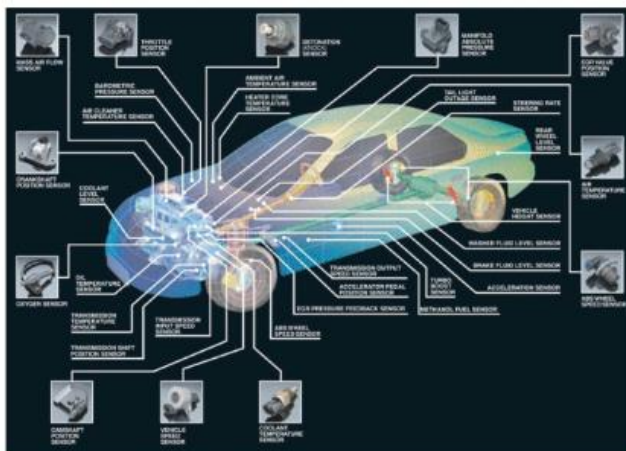 MASS AIR FLOW
SENSOR
THROTTLE
POSITION
SENSOR
DETONATION
(KNOCK)
SENSOR
MANIFOLD
ABSOLUTE
PRESSURE
SENSOR
EGR VALVE
POSITION
SENSOR
BAROMETRIC
PRESSURE SENSOR
AIR CLEANER
TEMPERATURE SENSOR
AMBIENT AIR
TEMPERATURE SENSOR
HEATER CORE
TEMPERATURE
SENSOR
TAIL LIGHT
OUTAGE SENSOR
STEERING RATE
SENSOR
REAR
WHEEL LEVEL
SENSOR
CRANKSHAFT
POSITION SENSOR
COOLANT
LEVEL
SENSOR
AIR
TEMPERATURE
SENSOR
VEHICLE
HEIGHT SENSOR
WASHER FLUID LEVEL SENSOR
BRAKE FLUID LEVEL SENSOR
OXYGEN SENSOR
OIL
TEMPERATURE
SENSOR
TRANSMISSION OUTPUT
SPEED SENSOR
ACCELERATOR PEDAL
POSITION SENSOR
TURBO
BOOST SENSOR
ACCELERATION SENSOR
ABS WHEEL
SPEED SENSOR
EGR PRESSURE FEEDBACK SENSOR
METHANOL FUEL SENSOR
TRANSMISSION
TEMPERATURE
SENSOR
TRANSMISSION
INPUT SPEED
SENSOR
ABS WHEEL
SPEED SENSOR
TRANSMISSION SHIFT
POSITION SENSOR
CAMSHAFT
POSITION
SENSOR
VEHICLE
SPEED
SENSOR
COOLANT
TEMPERATURE
SENSOR